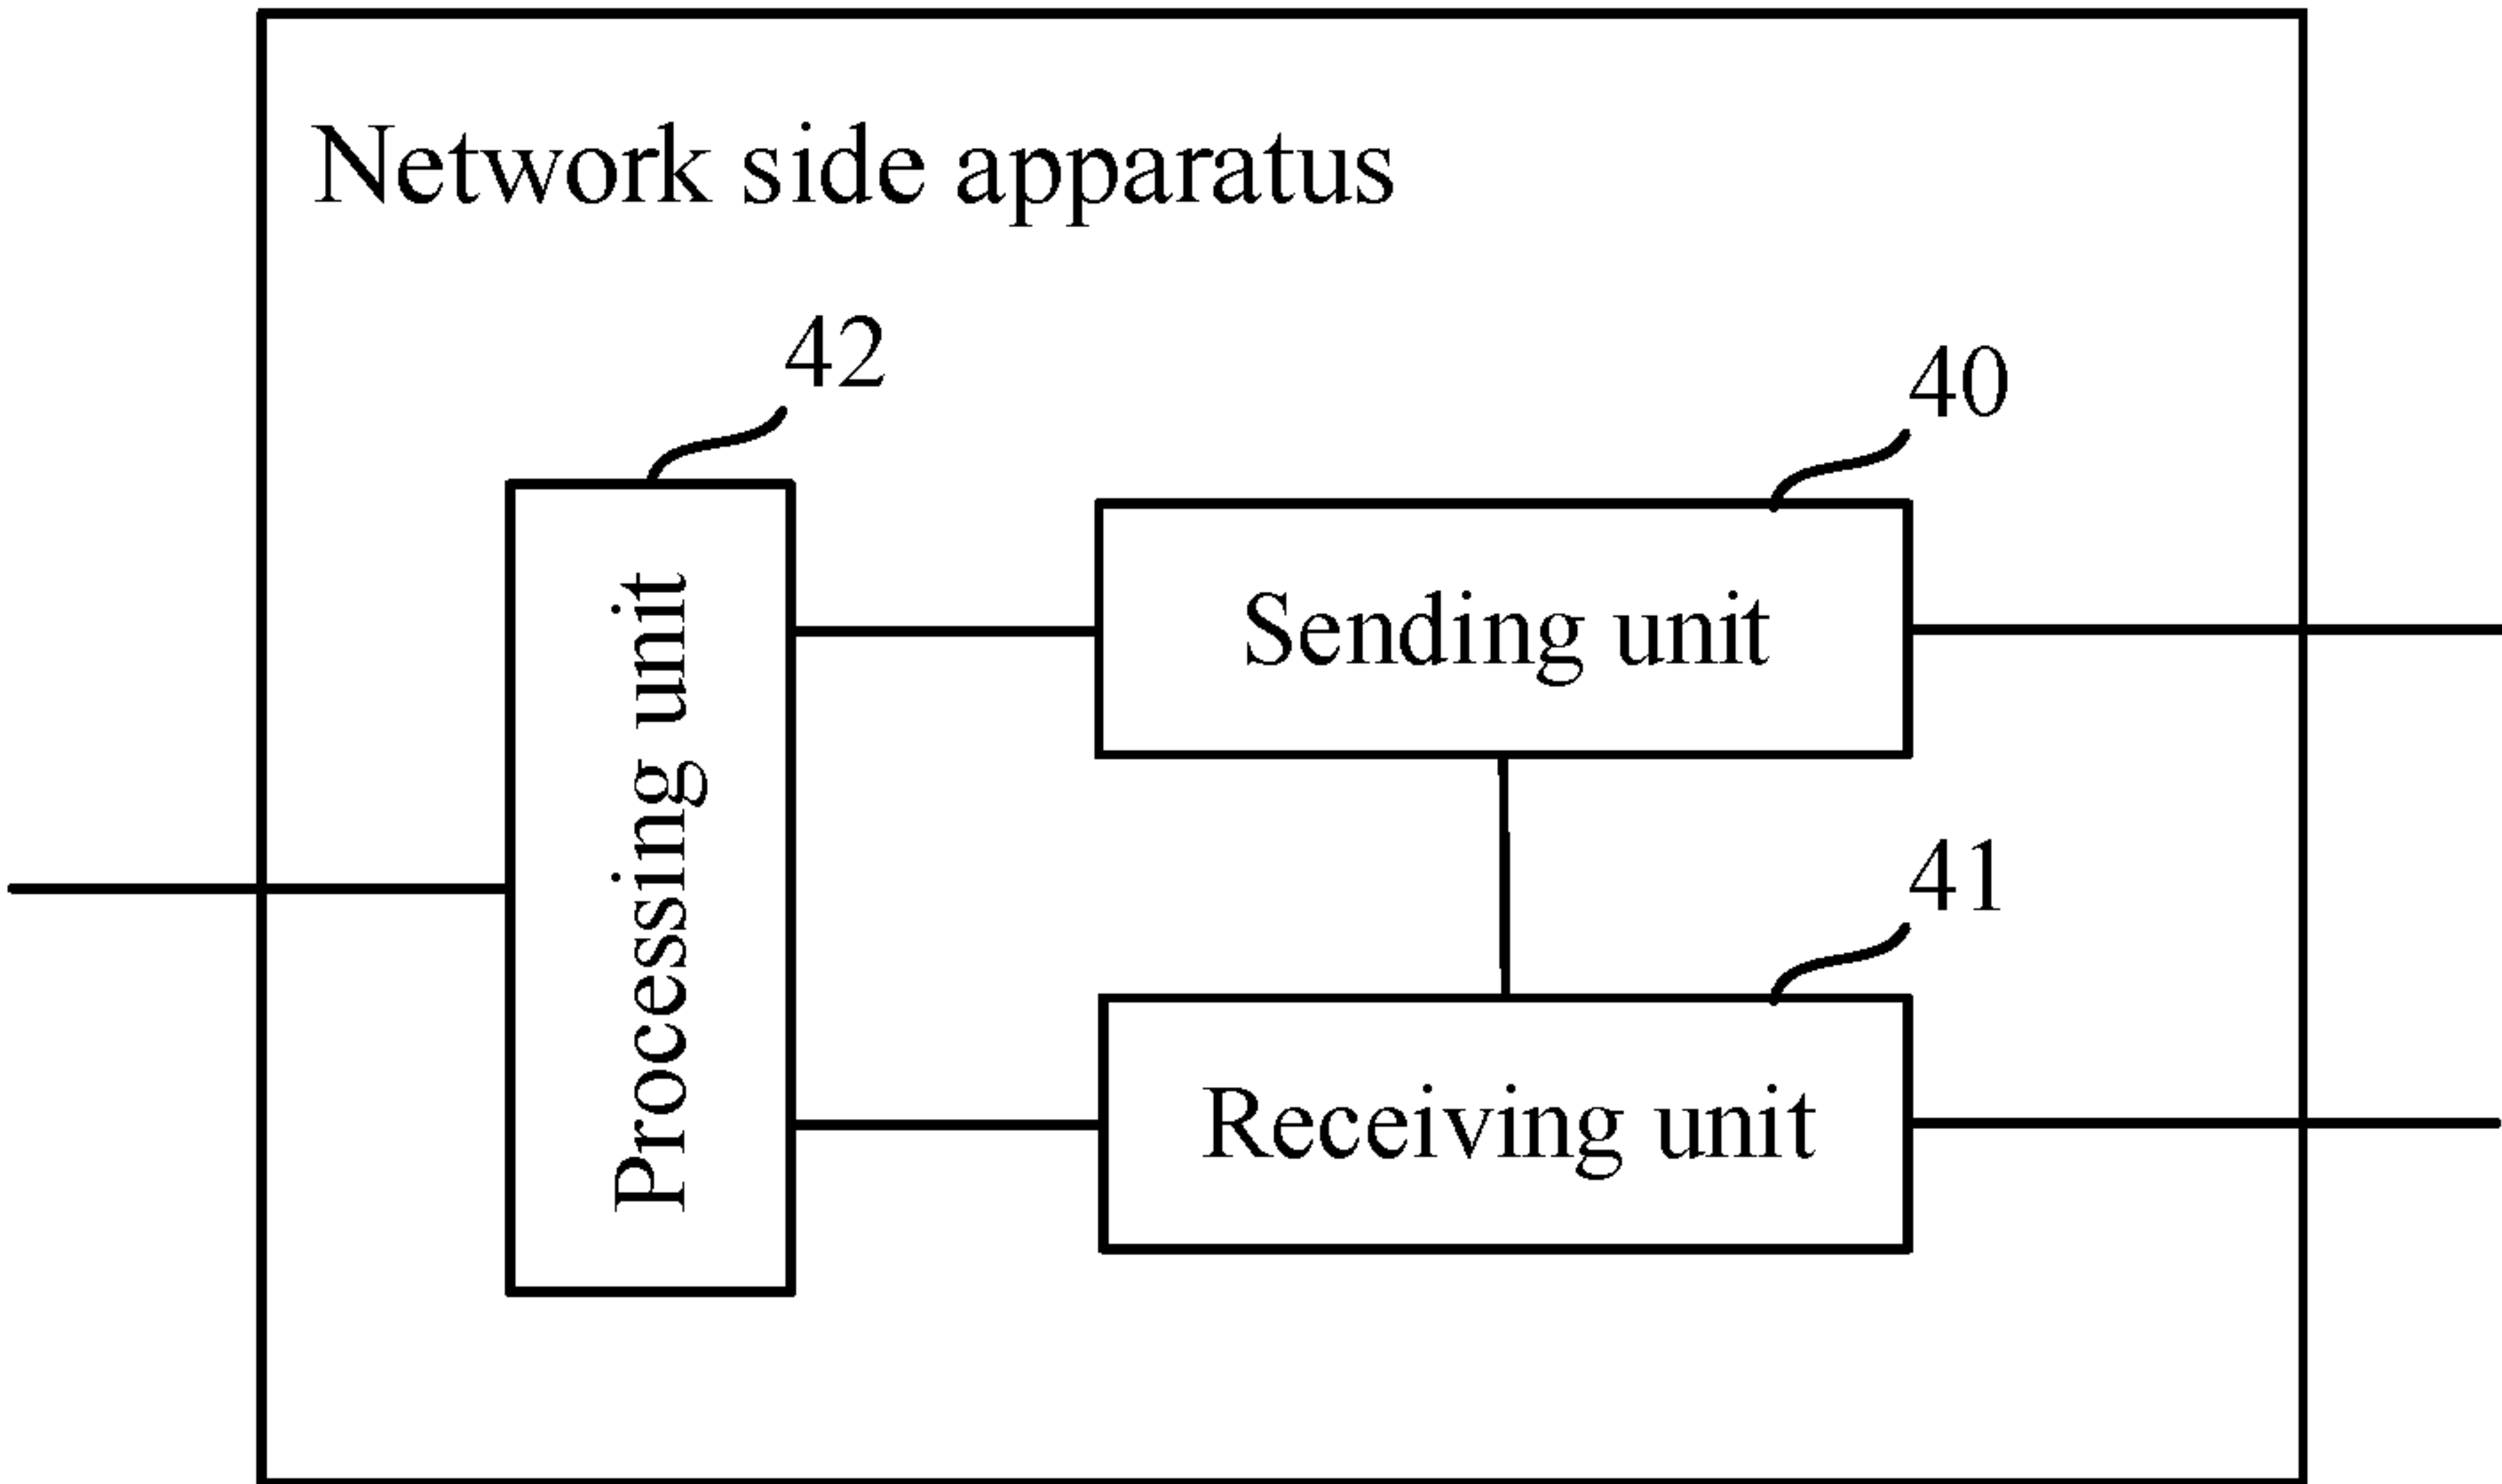 Network side apparatus
42
40
Processing unit
Sending unit
41
Receiving unit